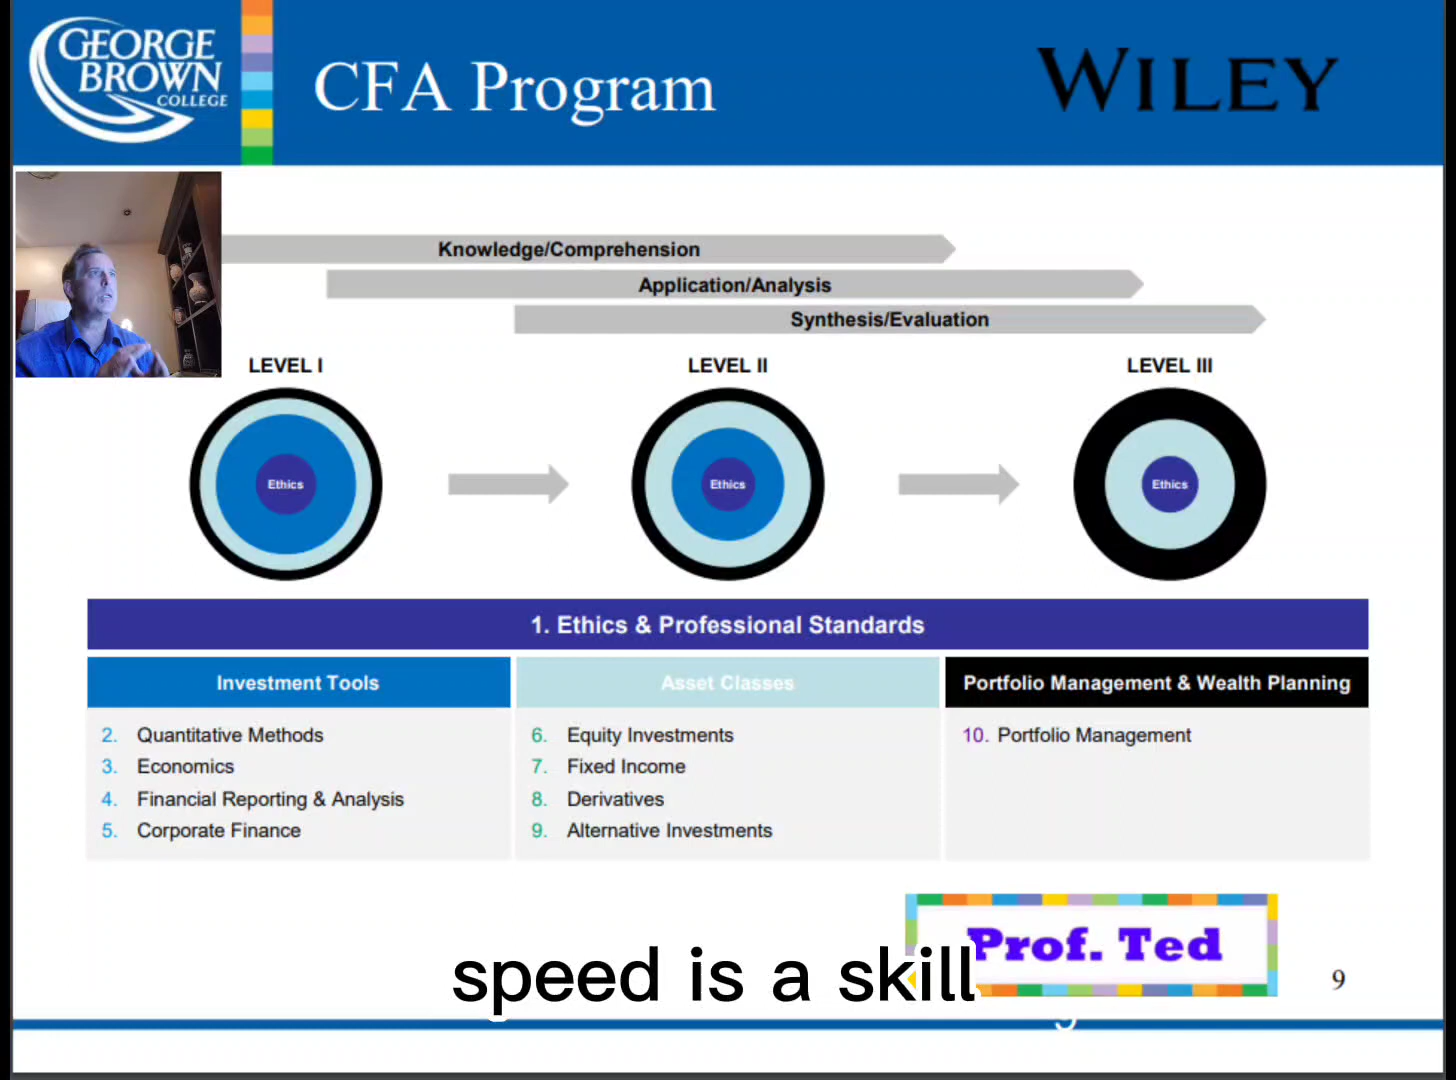 GEORGE
BROWN
COLLEGE
CFA Program
WILEY
Knowledge/Comprehension
Application/Analysis
Synthesis/Evaluation
LEVEL I
LEVEL II
LEVEL III
Ethics
Ethics
Ethics
1. Ethics & Professional Standards
Investment Tools
Asset Classes
Portfolio Management & Wealth Planning
2. Quantitative Methods
3. Economics
4. Financial Reporting & Analysis
5. Corporate Finance
6. Equity Investments
7. Fixed Income
8. Derivatives
9. Alternative Investments
10. Portfolio Management
Prof. Ted
speed is a skill
9